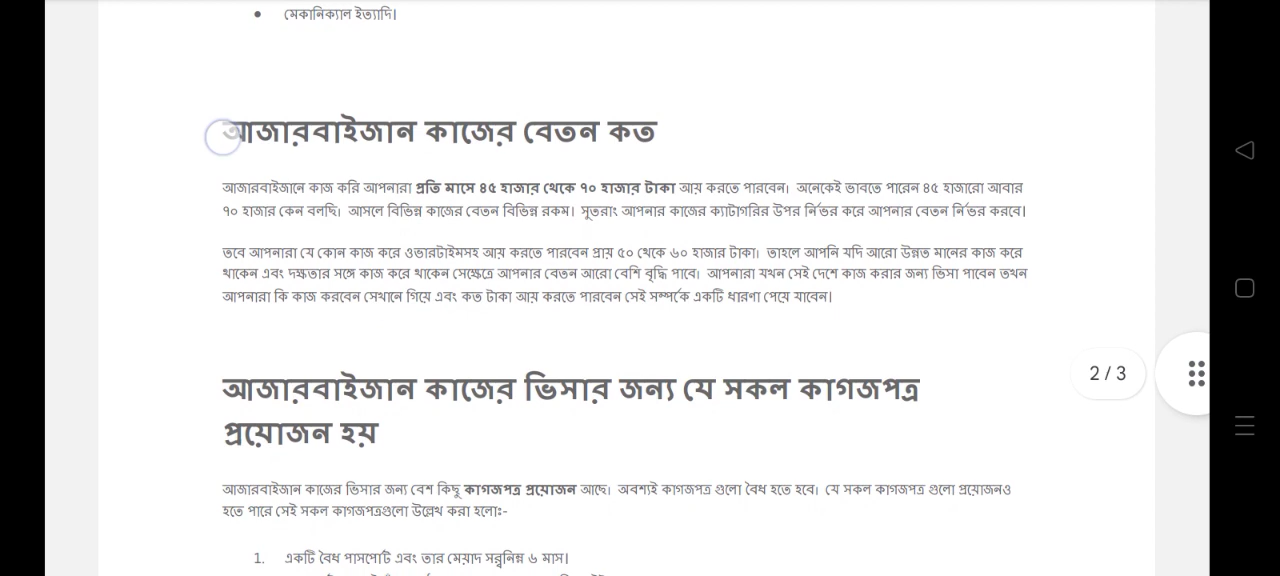 মেকানিক্যাল ইত্যাদি।
আজারবাইজান কাজের বেতন কত
আজারবাইজানে কাজ করি আপনারা প্রতি মাসে ৪৫ হাজার থেকে ৭০ হাজার টাকা আয় করতে পারবেন। অনেকেই ভাবতে পারেন ৪৫ হাজারো আবার
৭০ হাজার কেন বলছি। আসলে বিভিন্ন কাজের বেতন বিভিন্ন রকম। সুতরাং আপনার কাজের ক্যাটাগরির উপর নির্ভর করে আপনার বেতন নির্ভর করবে।
তবে আপনারা যে কোন কাজ করে ওভারটাইমসহ আয় করতে পারবেন প্রায় ৫০ থেকে ৬০ হাজার টাকা। তাহলে আপনি যদি আরো উন্নত মানের কাজ করে
থাকেন এবং দক্ষতার সঙ্গে কাজ করে থাকেন সেক্ষেত্রে আপনার বেতন আরো বেশি বৃদ্ধি পাবে। আপনারা যখন সেই দেশে কাজ করার জন্য ভিসা পাবেন তখন
আপনারা কি কাজ করবেন সেখানে গিয়ে এবং কত টাকা আয় করতে পারবেন সেই সম্পর্কে একটি ধারণা পেয়ে যাবেন।
2 / 3
আজারবাইজান কাজের ভিসার জন্য যে সকল কাগজপত্র
প্রয়োজন হয়
আজারবাইজান কাজের ভিসার জন্য বেশ কিছু কাগজপত্র প্রয়োজন আছে। অবশ্যই কাগজপত্র গুলো বৈধ হতে হবে। যে সকল কাগজপত্র গুলো প্রয়োজনও
হতে পারে সেই সকল কাগজপত্রগুলো উল্লেখ করা হলোঃ-
1. একটি বৈধ পাসপোর্ট এবং তার মেয়াদ সর্বনিম্ন ৬ মাস।